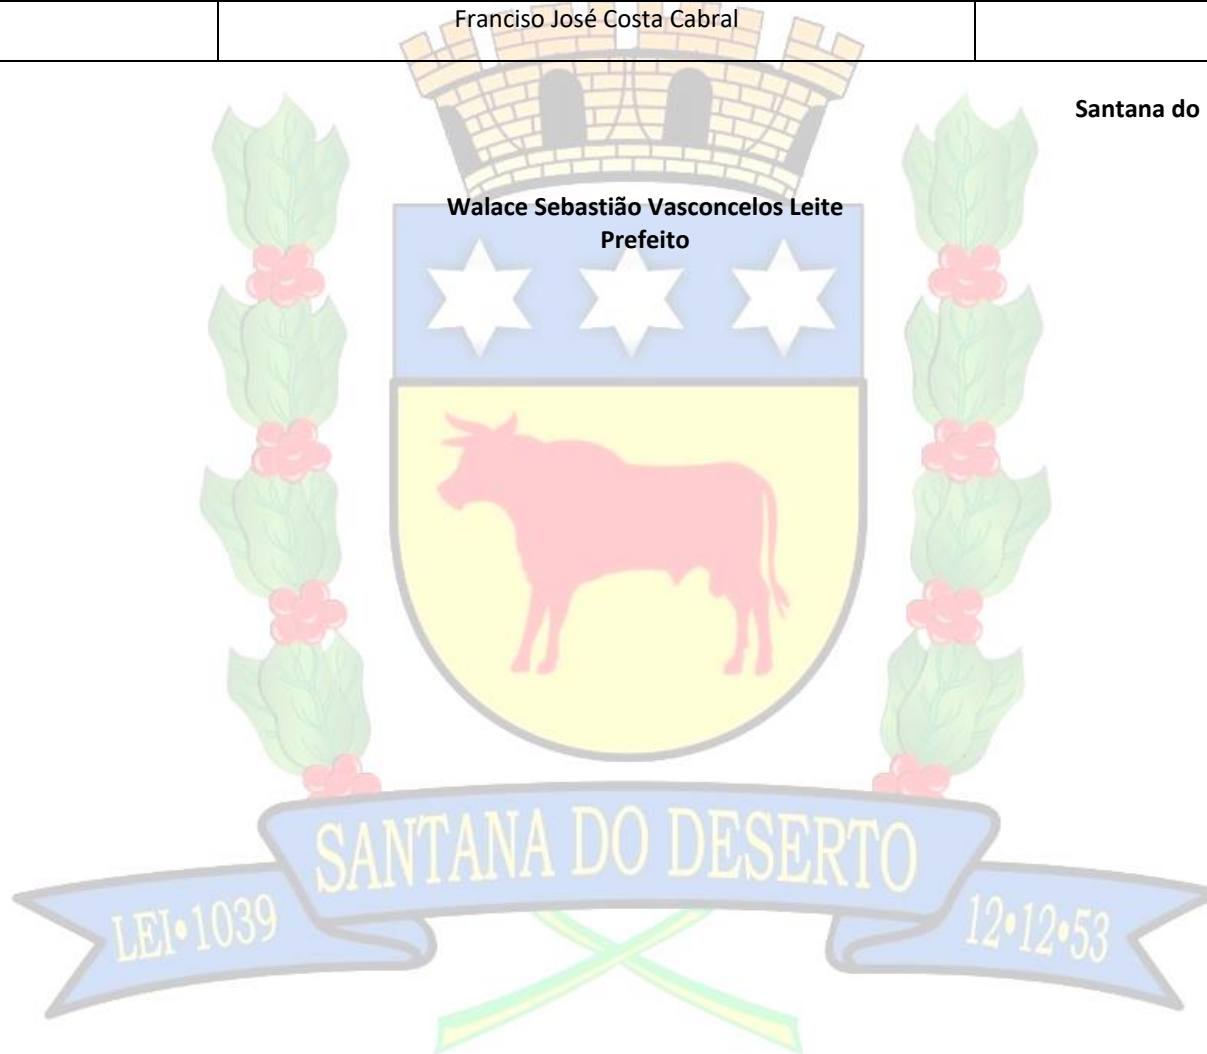 Franciso José Costa Cabral
Santana do
Walace Sebastião Vasconcelos Leite
Prefeito
SANTANA DO DESERTO
LEI•1039
12•12•53